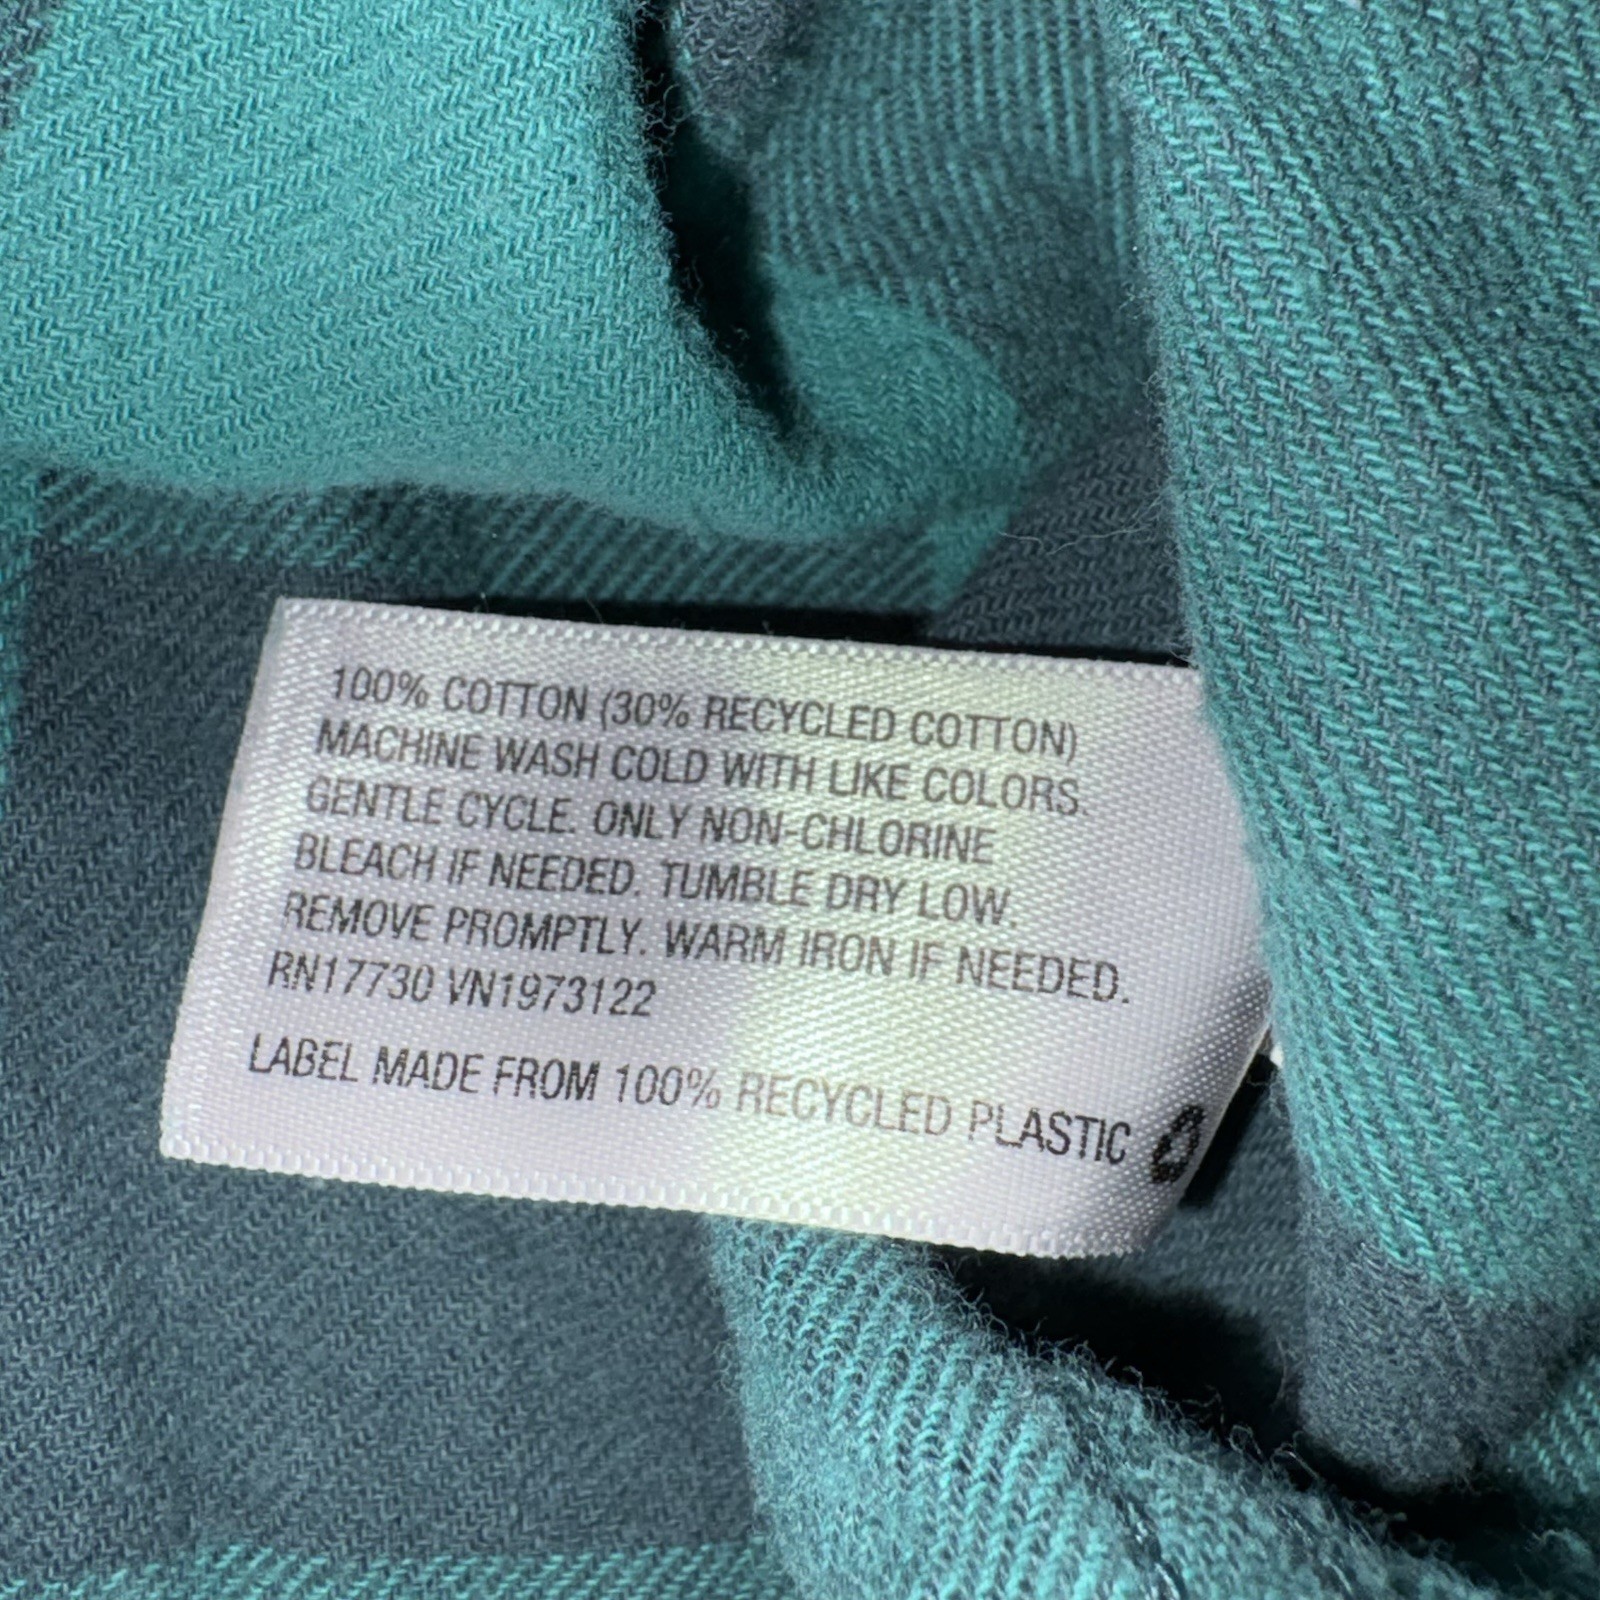 100% COTTON (30% RECYCLED COTTON)
MACHINE WASH COLD WITH LIKE COLORS.
GENTLE CYCLE. ONLY NON-CHLORINE
BLEACH IF NEEDED. TUMBLE DRY LOW.
REMOVE PROMPTLY. WARM IRON IF NEEDED.
RN17730 VN1973122
LABEL MADE FROM 100% RECYCLED PLASTIC